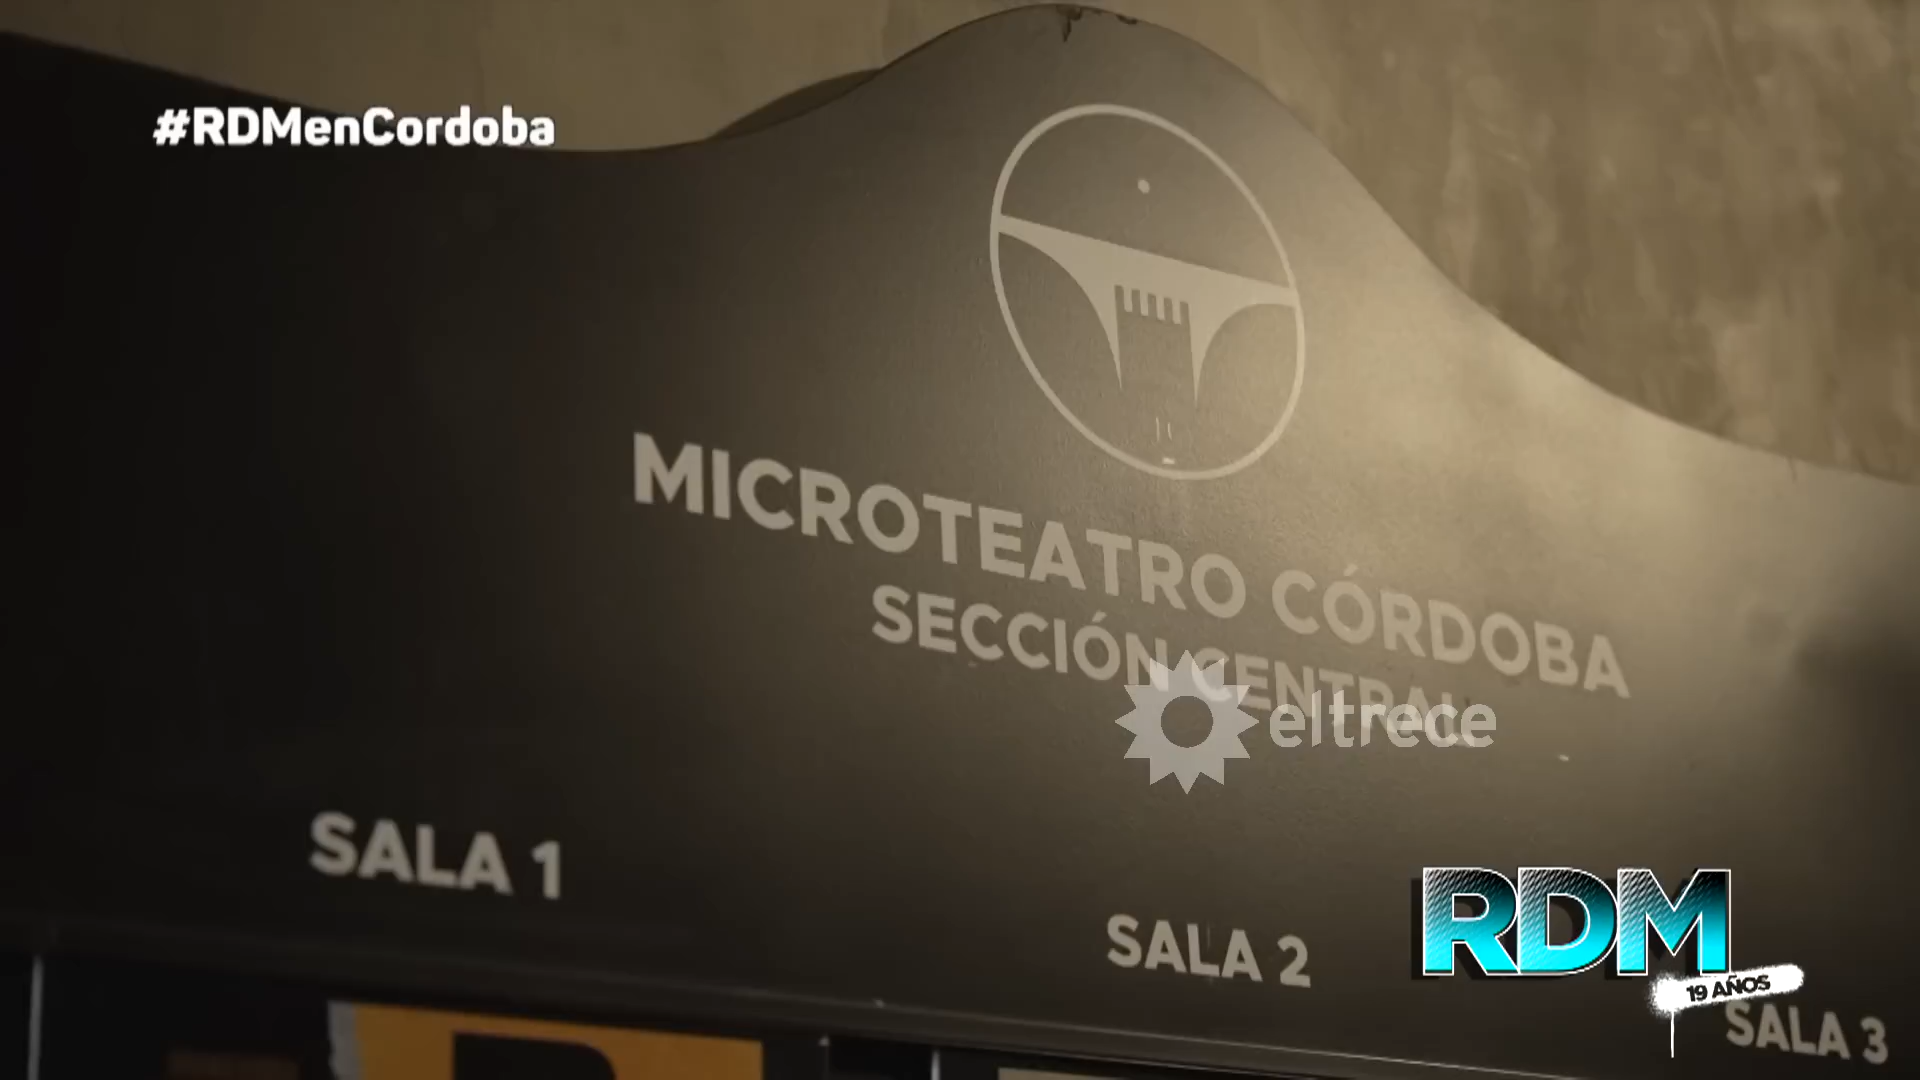 #RDMenCordoba
MICROTEATRO CÓRDOBA
SECCIÓN CENTRAL
eltrece
SALA 1
SALA 2
SALA 3
RDM
19 AÑOS